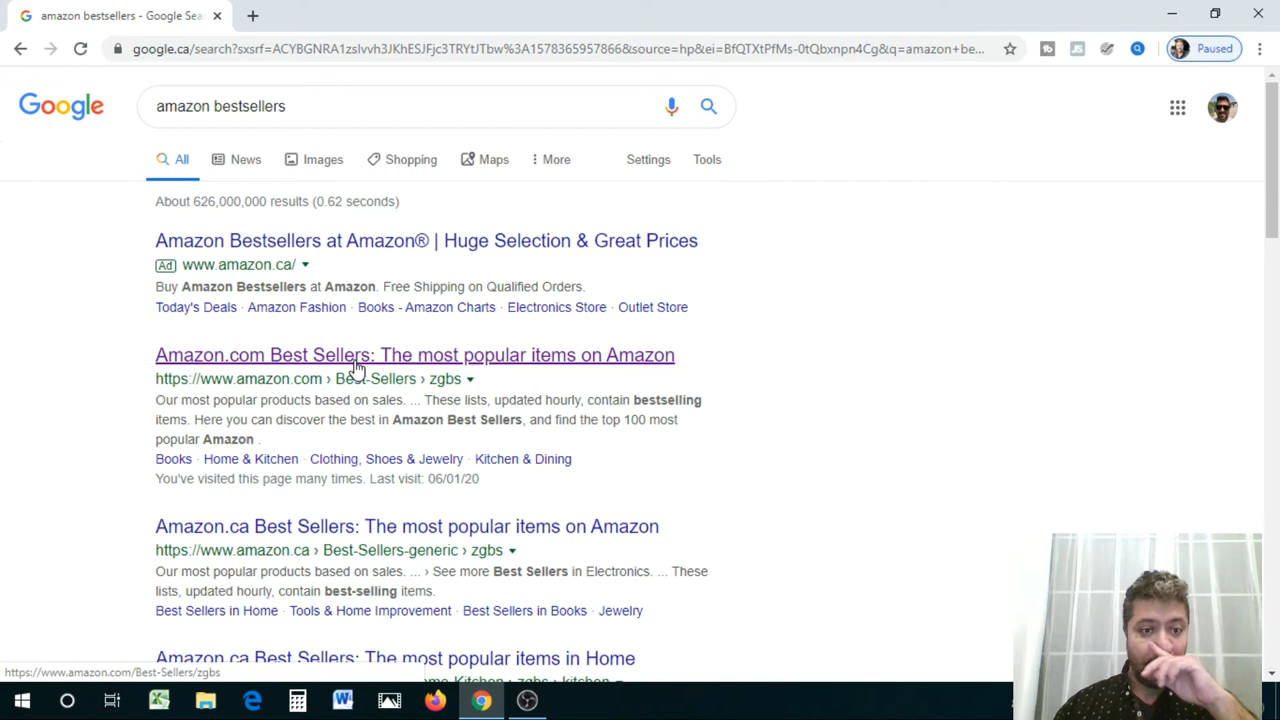 amazon bestsellers - Google Sea
google.ca/search?sxsrf=ACYBGNRA1zslvvh3JKhESJFjc3TRYtJTbw%3A1578365957866&source=hp&ei=BfQTXtPfMs-0tQbxnpn4Cg&q=amazon+be...
Paused
Google
amazon bestsellers
All News Images Shopping Maps More Settings Tools
About 626,000,000 results (0.62 seconds)
Amazon Bestsellers at Amazon® | Huge Selection & Great Prices
Ad www.amazon.ca/
Buy Amazon Bestsellers at Amazon. Free Shipping on Qualified Orders.
Today's Deals · Amazon Fashion · Books - Amazon Charts · Electronics Store · Outlet Store
Amazon.com Best Sellers: The most popular items on Amazon
https://www.amazon.com › Best-Sellers › zgbs
Our most popular products based on sales. ... These lists, updated hourly, contain bestselling
items. Here you can discover the best in Amazon Best Sellers, and find the top 100 most
popular Amazon .
Books · Home & Kitchen · Clothing, Shoes & Jewelry · Kitchen & Dining
You've visited this page many times. Last visit: 06/01/20
Amazon.ca Best Sellers: The most popular items on Amazon
https://www.amazon.ca › Best-Sellers-generic › zgbs
Our most popular products based on sales. ... › See more Best Sellers in Electronics. ... These
lists, updated hourly, contain best-selling items.
Best Sellers in Home · Tools & Home Improvement · Best Sellers in Books · Jewelry
Amazon.ca Best Sellers: The most popular items in Home
https://www.amazon.com/Best-Sellers/zgbs